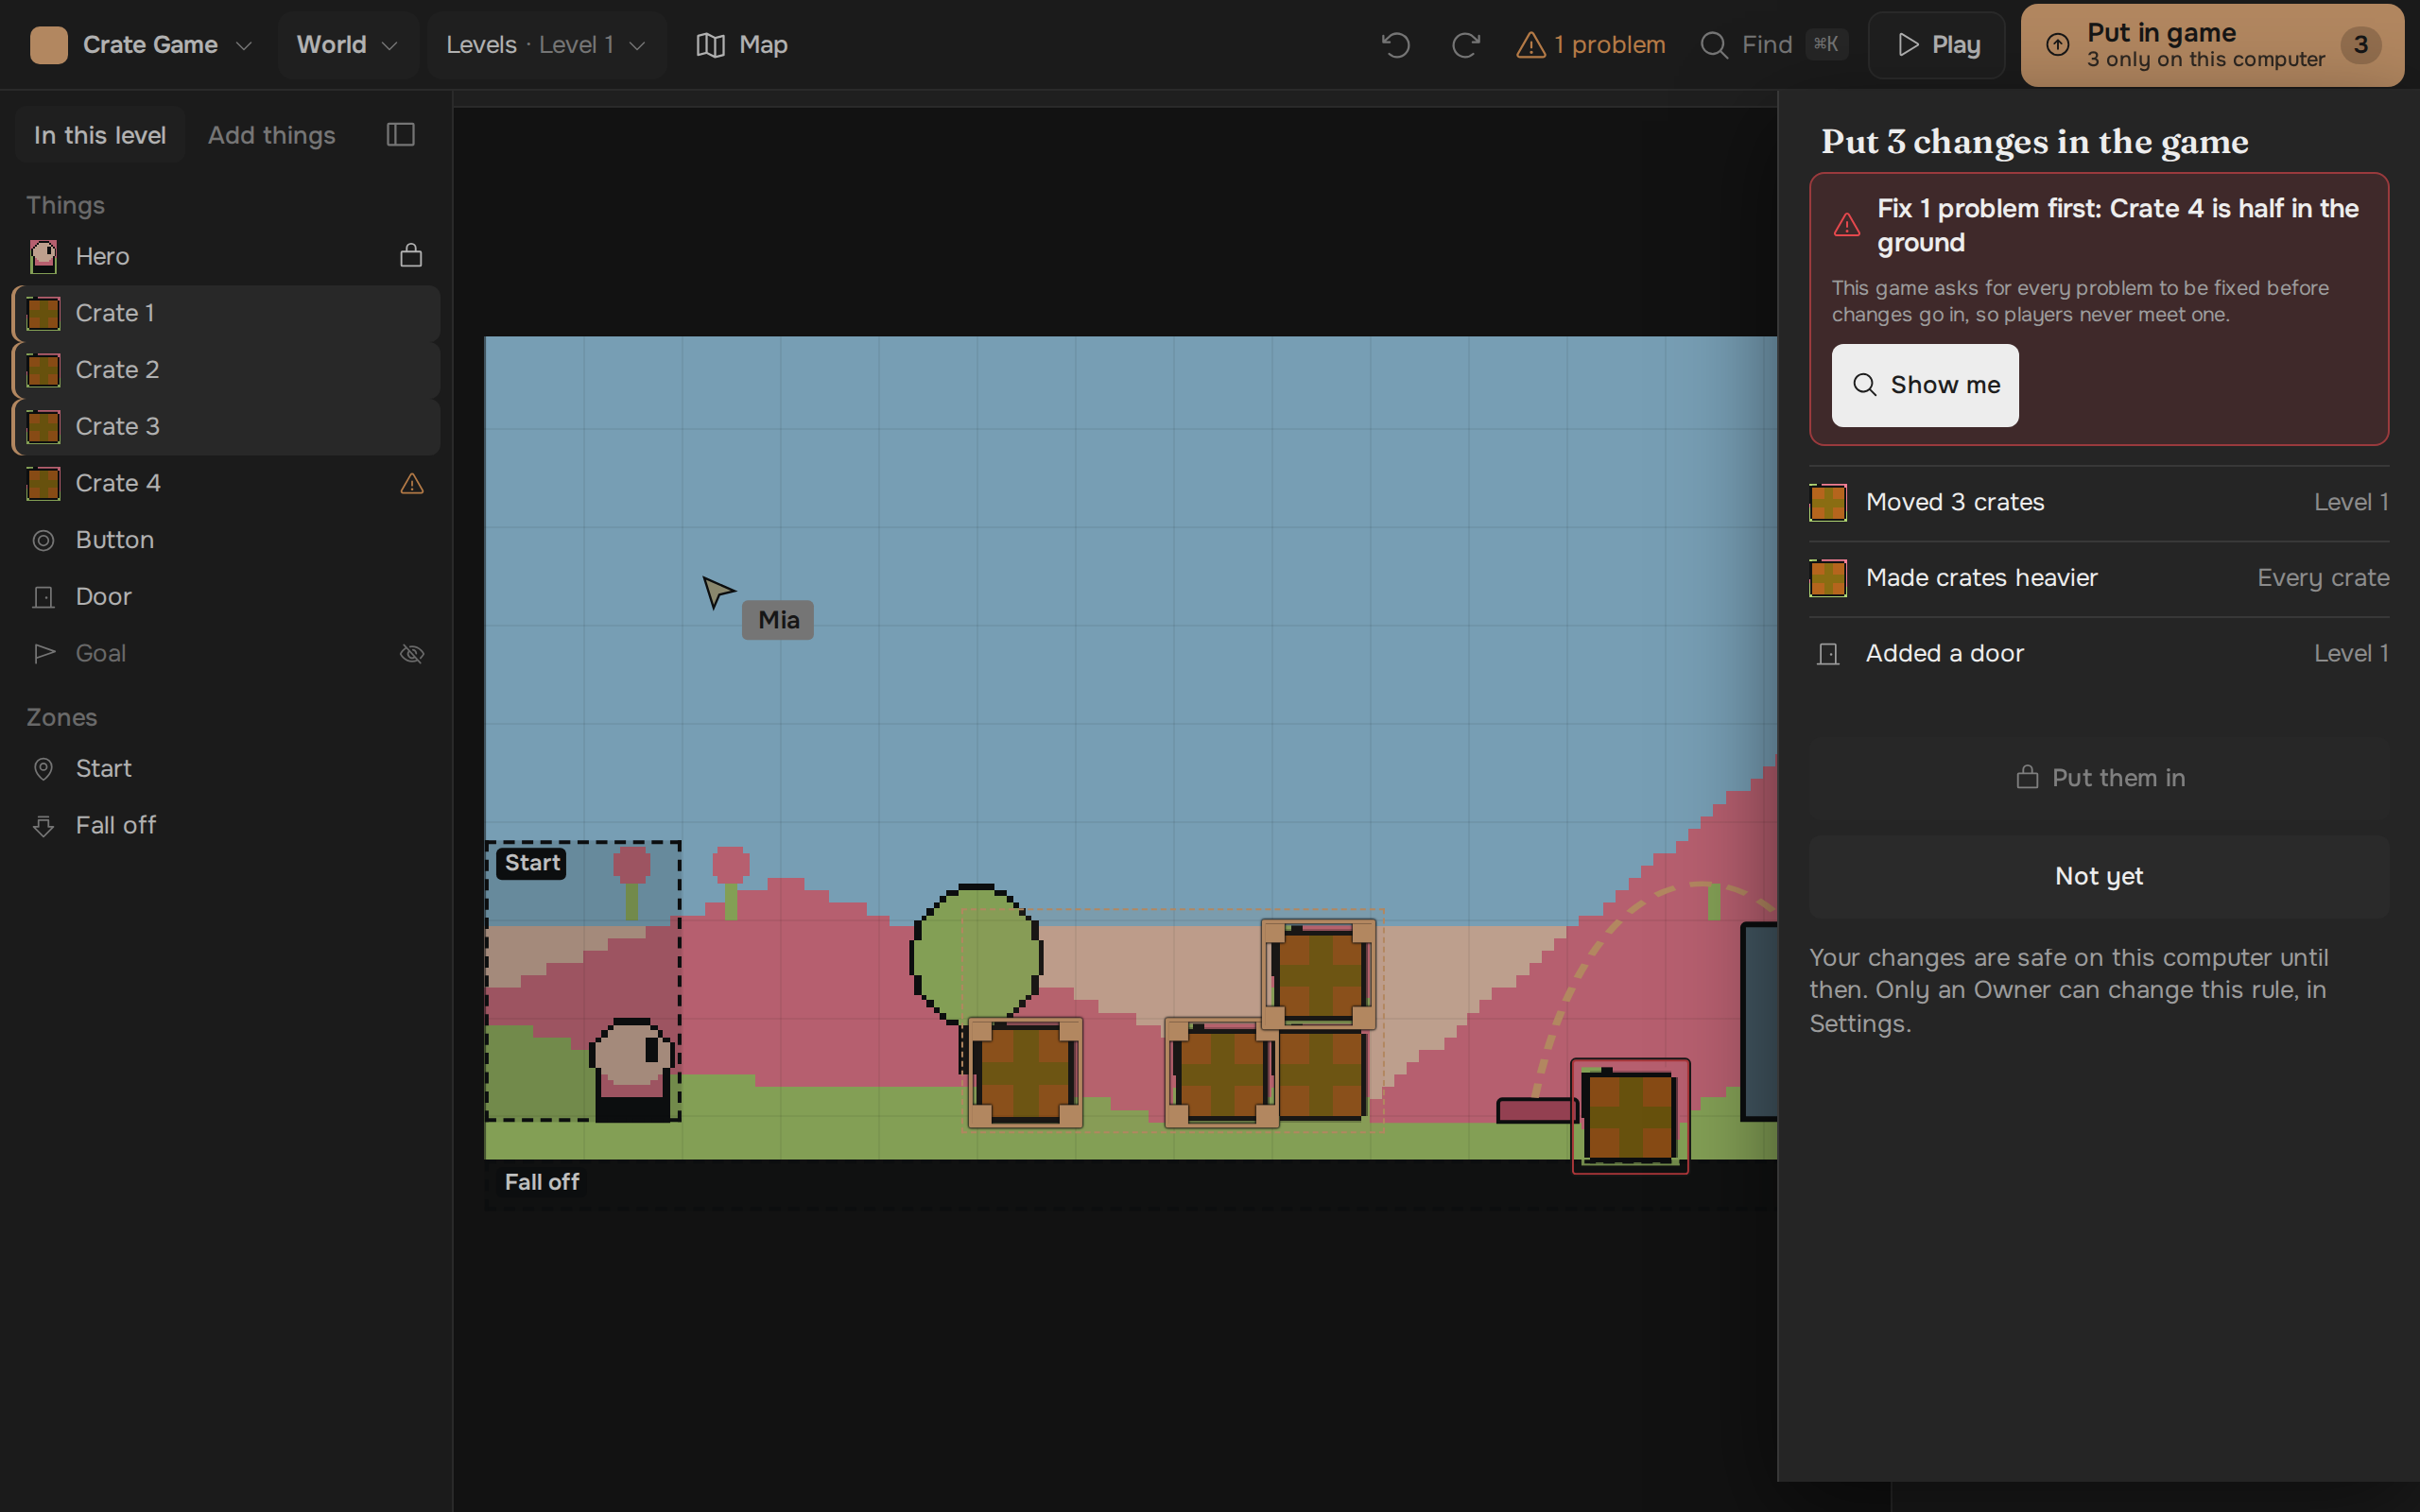 Crate Game
World
Levels · Level 1
Map
1 problem
Find ⌘K
Play
Put in game
3 only on this computer
3
In this level
Add things
Things
Hero
Crate 1
Crate 2
Crate 3
Crate 4
Button
Door
Goal
Zones
Start
Fall off
Mia
Start
Fall off
Put 3 changes in the game
Fix 1 problem first: Crate 4 is half in the
ground
This game asks for every problem to be fixed before
changes go in, so players never meet one.
Show me
Moved 3 crates Level 1
Made crates heavier Every crate
Added a door Level 1
Put them in
Not yet
Your changes are safe on this computer until
then. Only an Owner can change this rule, in
Settings.